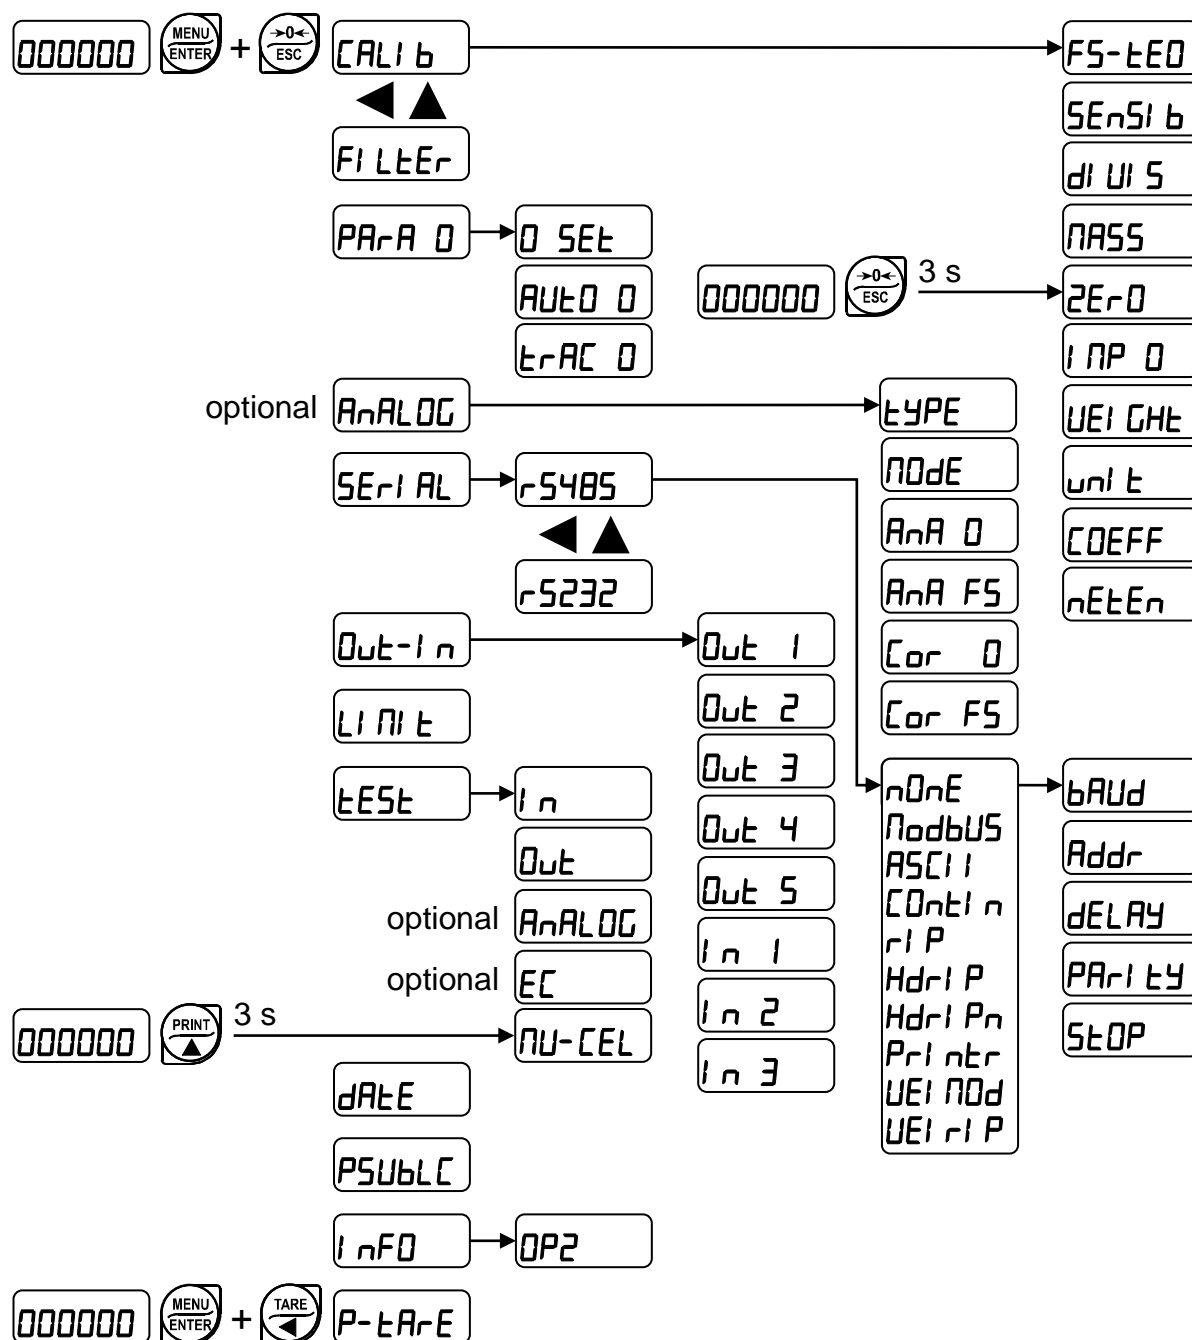 000000 MENU ENTER + →0← ESC CALIb FS-tE0
SEnSIb
FILtEr dIUIS
PArA 0 0 SEt MASS
AUtO 0 000000 →0← ESC 3 s 2ErO
trAC 0 IMP 0
optional AnALOG tYPE UEIGHt
SErIAL rS485 MOdE unIt
AnA 0 COEFF
rS232 AnA FS nEtEn
Out-In Out 1 Cor 0
LIMIt Out 2 Cor FS
tESt In Out 3 nOnE bAUd
ModbUS
Out Out 4 ASCII Addr
optional AnALOG Out 5 COntIn dELAY
rIP
optional EC In 1 HdrIP PArItY
000000 PRINT 3 s MU-CEL In 2 HdrIPn StOP
PrIntr
dAtE In 3 UEIMOd
UEIrIP
PSUbLC
InFO OP2
000000 MENU ENTER + TARE P-tArE